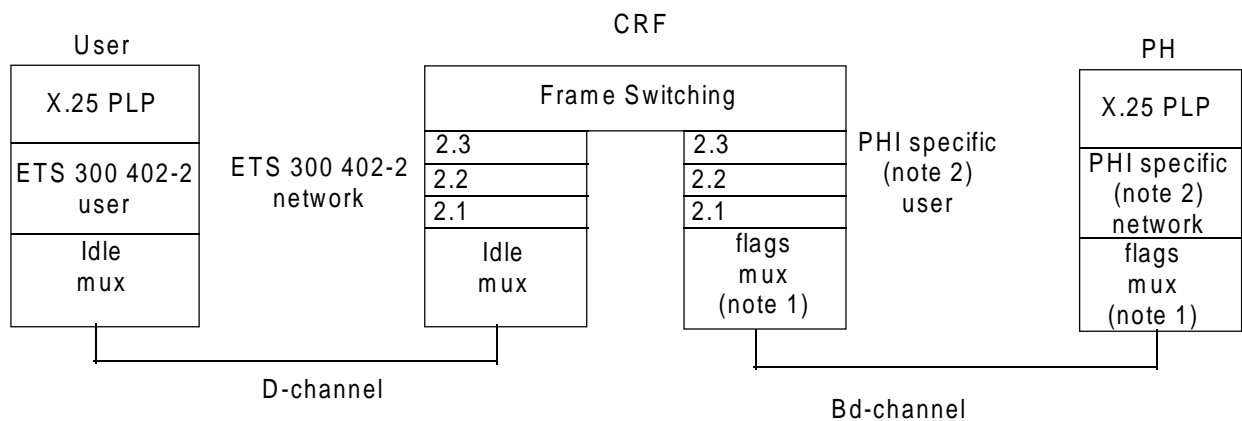 CRF
User
PH
X.25 PLP
ETS 300 402-2
user
Idle
mux
ETS 300 402-2
network
Frame Switching
2.3
2.2
2.1
Idle
mux
2.3
2.2
2.1
flags
mux
(note 1)
PHI specific
(note 2)
user
X.25 PLP
PHI specific
(note 2)
network
flags
mux
(note 1)
D-channel
Bd-channel